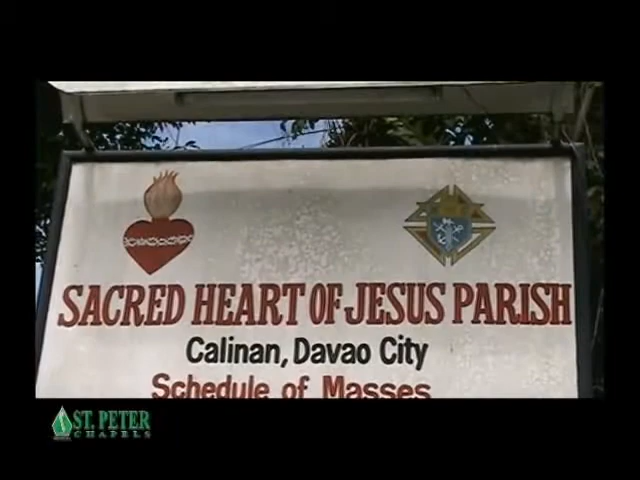 SACRED HEART OF JESUS PARISH
Calinan, Davao City
Schedule of Masses
ST. PETER
CHAPELS